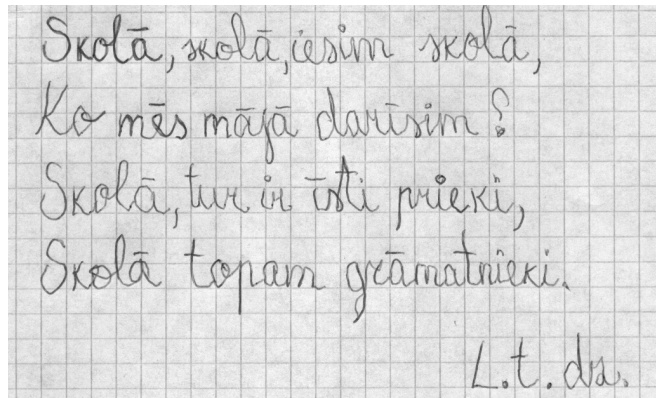 Skolā, skolā, iesim skolā,
Ko mēs mājā darīsim?
Skolā, tur ir īsti prieki,
Skolā topam grāmatnieki.
L.t.dz.